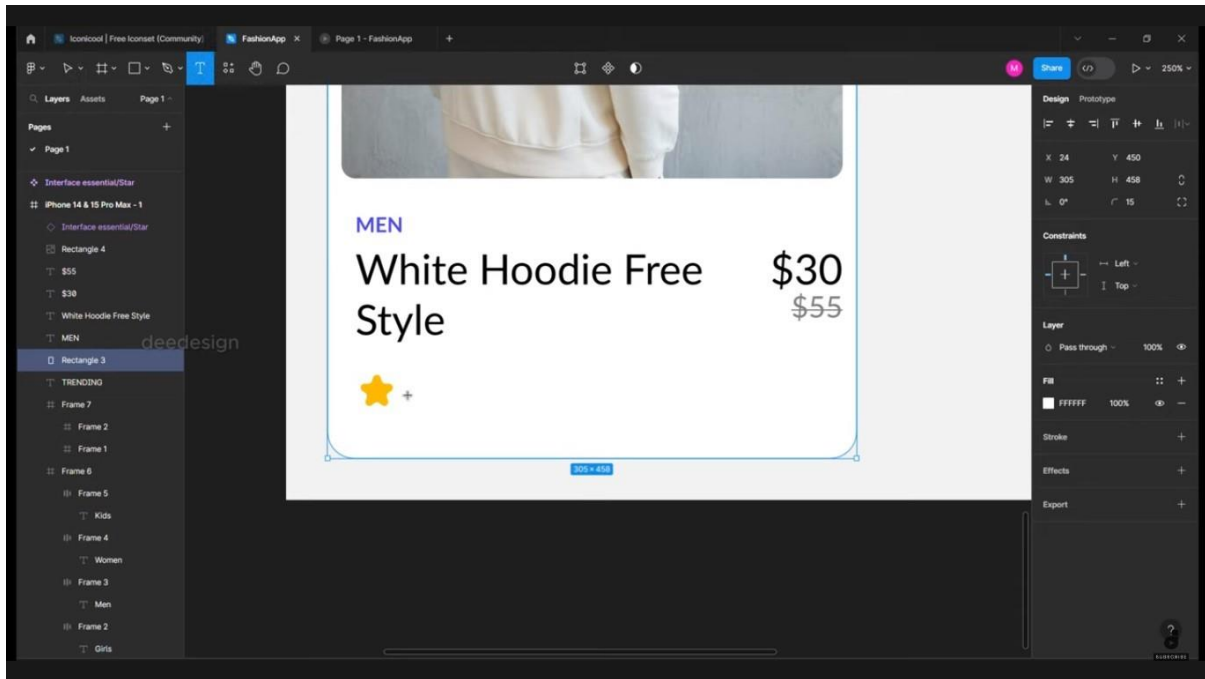 Iconicool | Free Iconset (Community)
FashionApp
Page 1 - FashionApp
Share
250%
Layers Assets Page 1
Pages
Page 1
Interface essential/Star
iPhone 14 & 15 Pro Max - 1
Interface essential/Star
Rectangle 4
$55
$30
White Hoodie Free Style
MEN
Rectangle 3
TRENDING
Frame 7
Frame 2
Frame 1
Frame 6
Frame 5
Kids
Frame 4
Women
Frame 3
Men
Frame 2
Girls
deedesign
MEN
White Hoodie Free
Style
$30
$55
305 × 458
M
Design Prototype
X 24 Y 450
W 305 H 458
0° 15
Constraints
Left
Top
Layer
Pass through 100%
Fill
FFFFFF 100%
Stroke
Effects
Export
?
SUBSCRIBE